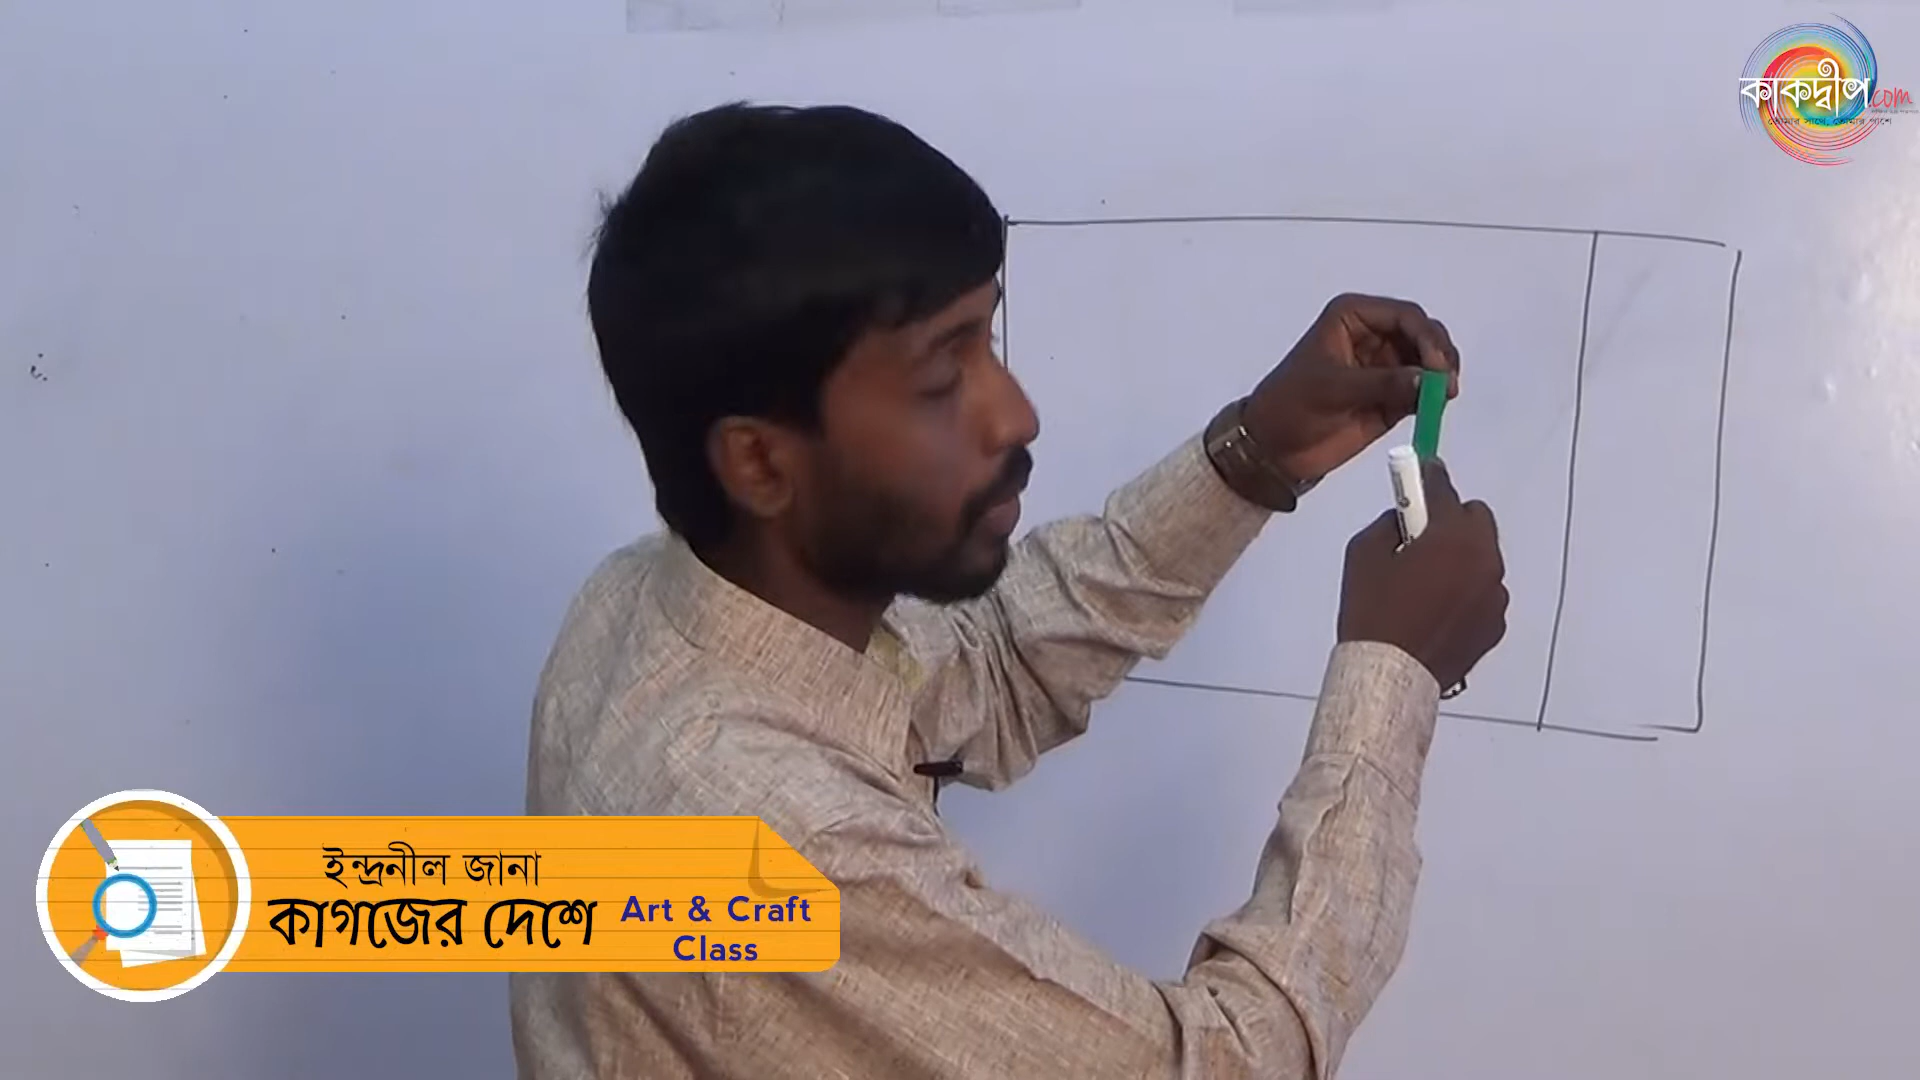 কাকদ্বীপ.com
তোমার সাথে, তোমার পাশে
ইন্দ্রনীল জানা
কাগজের দেশে
Art & Craft
Class